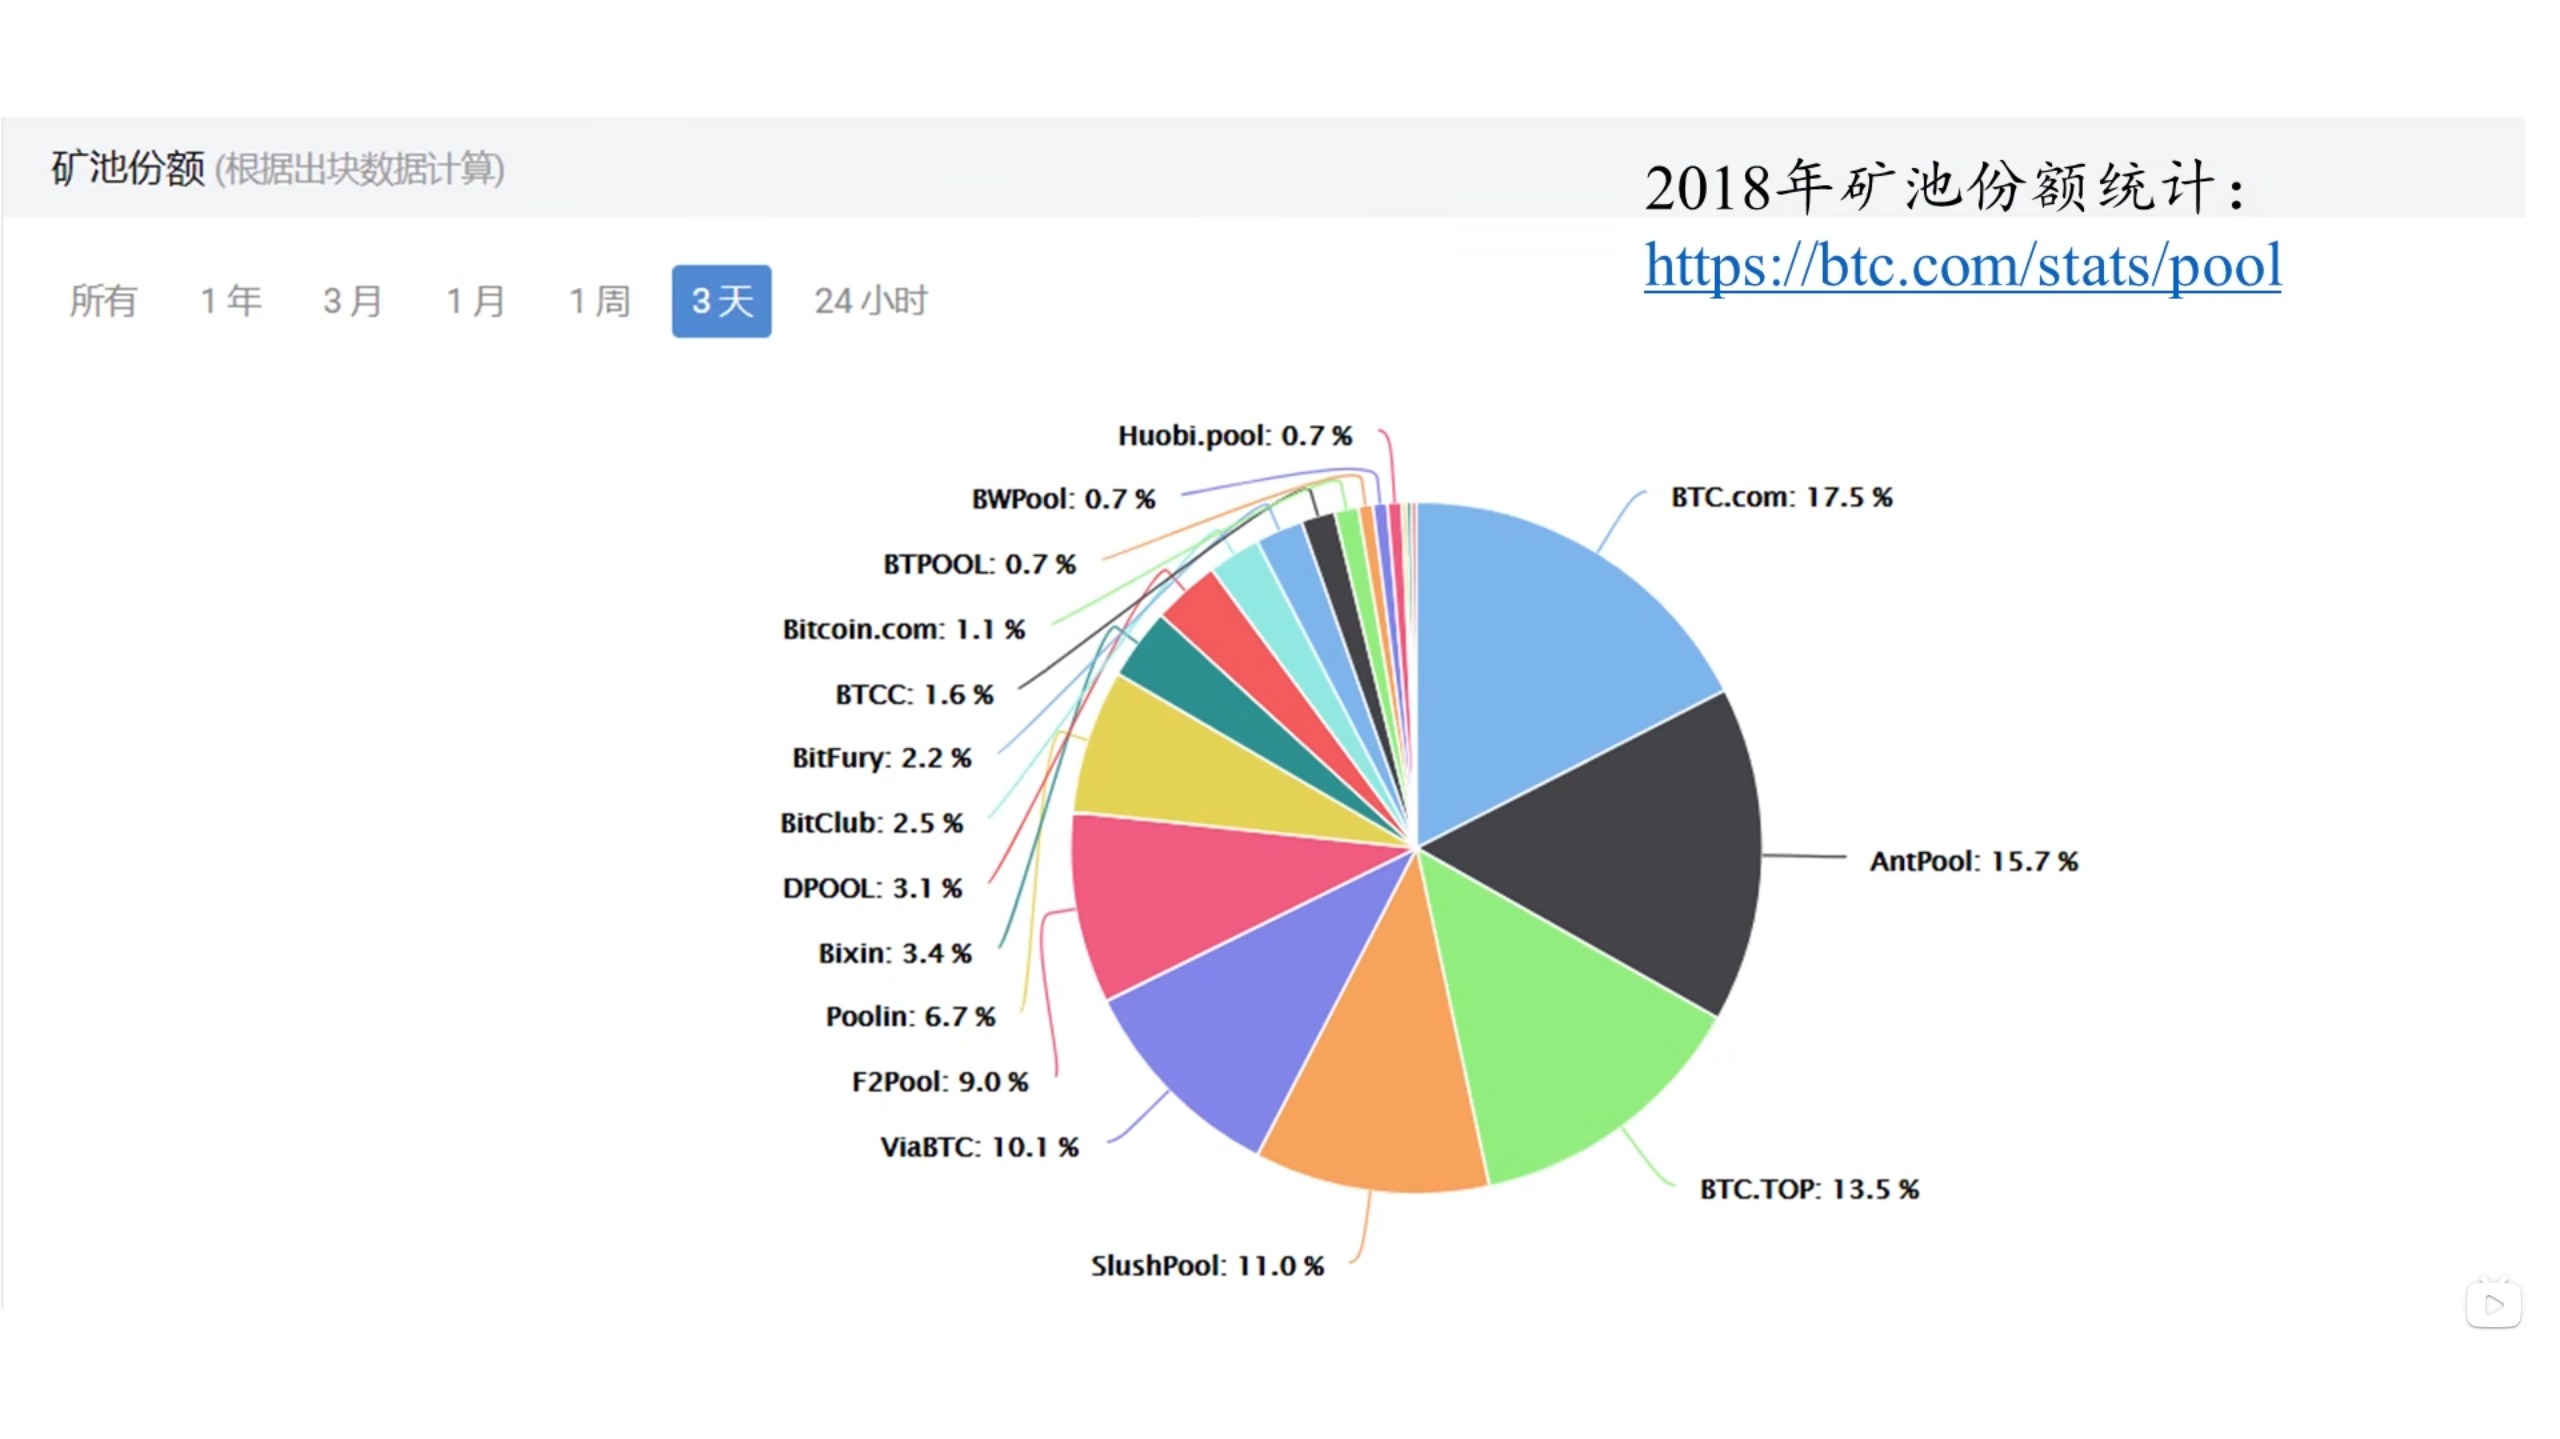 矿池份额 (根据出块数据计算)
2018年矿池份额统计：
https://btc.com/stats/pool
所有 1 年 3 月 1 月 1 周 3 天 24 小时
Huobi.pool: 0.7 %
BWPool: 0.7 %
BTC.com: 17.5 %
BTPOOL: 0.7 %
Bitcoin.com: 1.1 %
BTCC: 1.6 %
BitFury: 2.2 %
BitClub: 2.5 %
AntPool: 15.7 %
DPOOL: 3.1 %
Bixin: 3.4 %
Poolin: 6.7 %
F2Pool: 9.0 %
ViaBTC: 10.1 %
BTC.TOP: 13.5 %
SlushPool: 11.0 %